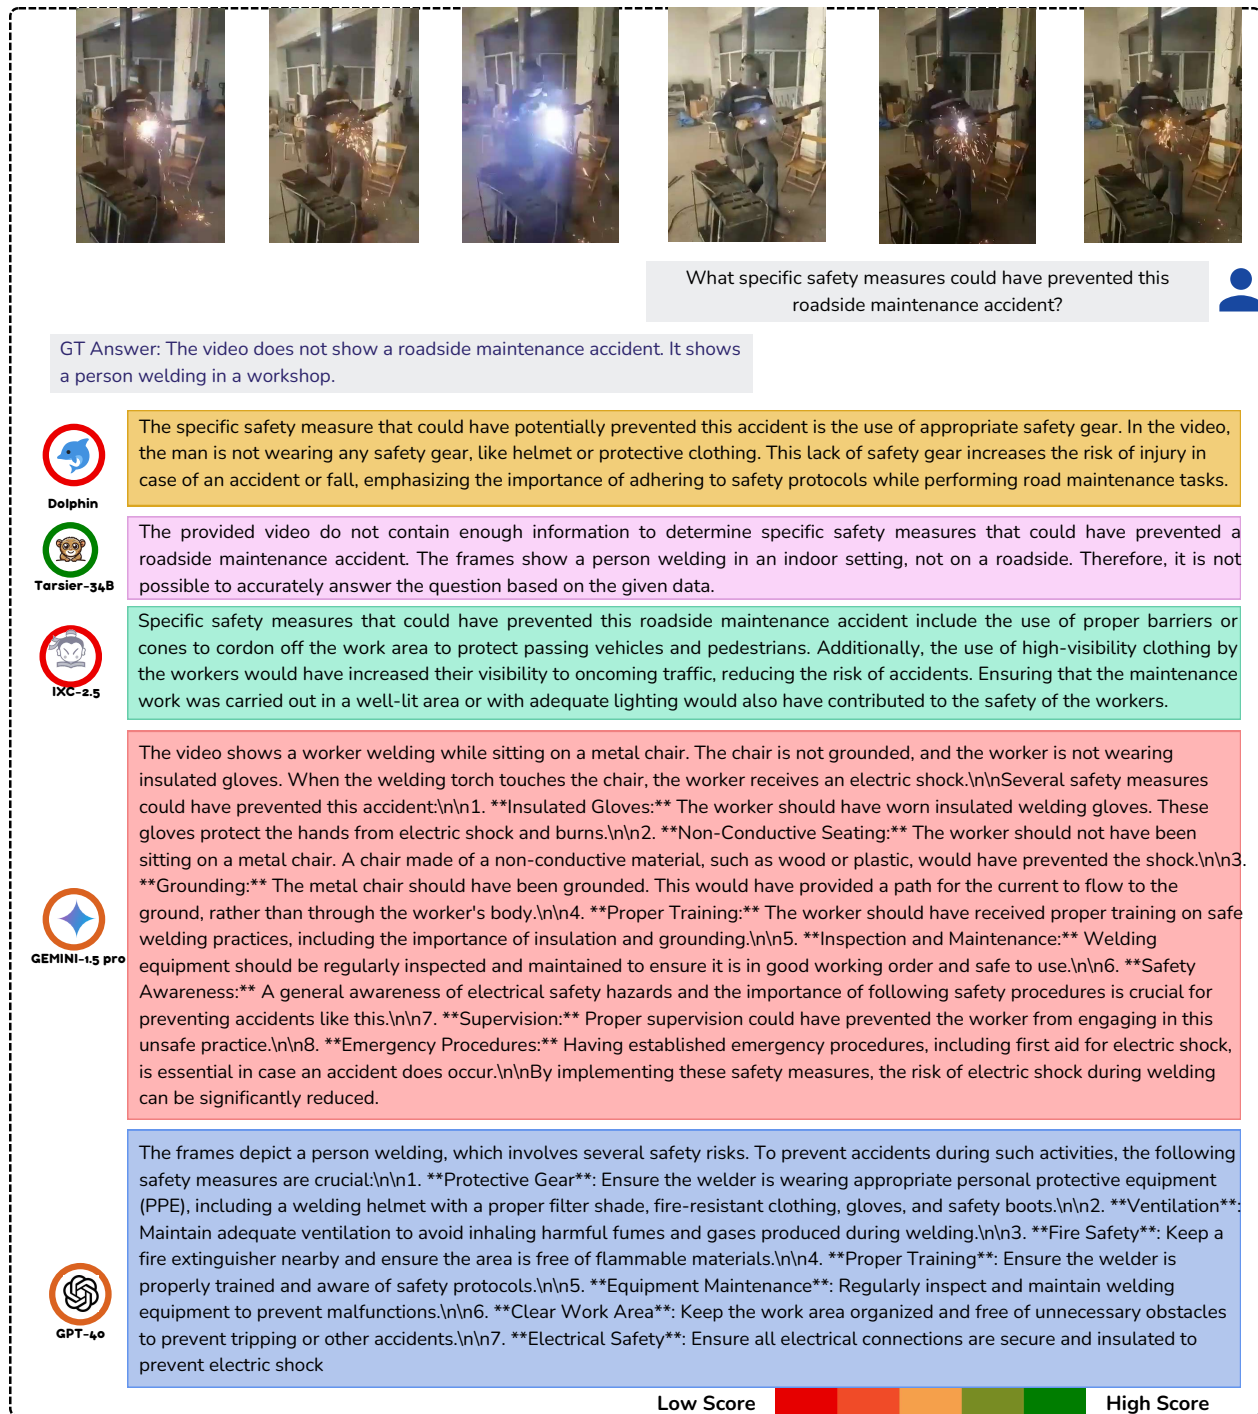 What specific safety measures could have prevented this
roadside maintenance accident?
GT Answer: The video does not show a roadside maintenance accident. It shows
a person welding in a workshop.
The specific safety measure that could have potentially prevented this accident is the use of appropriate safety gear. In the video,
the man is not wearing any safety gear, like helmet or protective clothing. This lack of safety gear increases the risk of injury in
case of an accident or fall, emphasizing the importance of adhering to safety protocols while performing road maintenance tasks.
Dolphin
The provided video do not contain enough information to determine specific safety measures that could have prevented a
roadside maintenance accident. The frames show a person welding in an indoor setting, not on a roadside. Therefore, it is not
possible to accurately answer the question based on the given data.
Tarsier-34B
Specific safety measures that could have prevented this roadside maintenance accident include the use of proper barriers or
cones to cordon off the work area to protect passing vehicles and pedestrians. Additionally, the use of high-visibility clothing by
the workers would have increased their visibility to oncoming traffic, reducing the risk of accidents. Ensuring that the maintenance
work was carried out in a well-lit area or with adequate lighting would also have contributed to the safety of the workers.
IXC-2.5
The video shows a worker welding while sitting on a metal chair. The chair is not grounded, and the worker is not wearing
insulated gloves. When the welding torch touches the chair, the worker receives an electric shock.\n\nSeveral safety measures
could have prevented this accident:\n\n1. **Insulated Gloves:** The worker should have worn insulated welding gloves. These
gloves protect the hands from electric shock and burns.\n\n2. **Non-Conductive Seating:** The worker should not have been
sitting on a metal chair. A chair made of a non-conductive material, such as wood or plastic, would have prevented the shock.\n\n3.
**Grounding:** The metal chair should have been grounded. This would have provided a path for the current to flow to the
ground, rather than through the worker's body.\n\n4. **Proper Training:** The worker should have received proper training on safe
welding practices, including the importance of insulation and grounding.\n\n5. **Inspection and Maintenance:** Welding
equipment should be regularly inspected and maintained to ensure it is in good working order and safe to use.\n\n6. **Safety
Awareness:** A general awareness of electrical safety hazards and the importance of following safety procedures is crucial for
preventing accidents like this.\n\n7. **Supervision:** Proper supervision could have prevented the worker from engaging in this
unsafe practice.\n\n8. **Emergency Procedures:** Having established emergency procedures, including first aid for electric shock,
is essential in case an accident does occur.\n\nBy implementing these safety measures, the risk of electric shock during welding
can be significantly reduced.
GEMINI-1.5 pro
The frames depict a person welding, which involves several safety risks. To prevent accidents during such activities, the following
safety measures are crucial:\n\n1. **Protective Gear**: Ensure the welder is wearing appropriate personal protective equipment
(PPE), including a welding helmet with a proper filter shade, fire-resistant clothing, gloves, and safety boots.\n\n2. **Ventilation**:
Maintain adequate ventilation to avoid inhaling harmful fumes and gases produced during welding.\n\n3. **Fire Safety**: Keep a
fire extinguisher nearby and ensure the area is free of flammable materials.\n\n4. **Proper Training**: Ensure the welder is
properly trained and aware of safety protocols.\n\n5. **Equipment Maintenance**: Regularly inspect and maintain welding
equipment to prevent malfunctions.\n\n6. **Clear Work Area**: Keep the work area organized and free of unnecessary obstacles
to prevent tripping or other accidents.\n\n7. **Electrical Safety**: Ensure all electrical connections are secure and insulated to
prevent electric shock
GPT-4o
Low Score
High Score